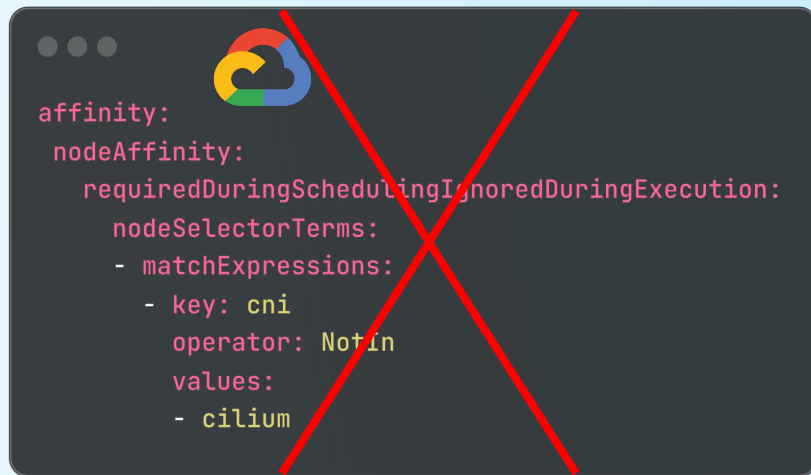 affinity:
nodeAffinity:
requiredDuringSchedulingIgnoredDuringExecution:
nodeSelectorTerms:
- matchExpressions:
- key: cni
operator: NotIn
values:
- cilium